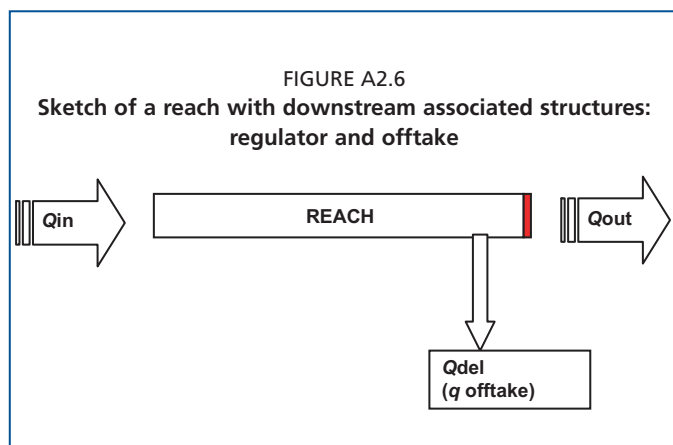 FIGURE A2.6
Sketch of a reach with downstream associated structures:
regulator and offtake
Qin
REACH
Qout
Qdel
(q offtake)